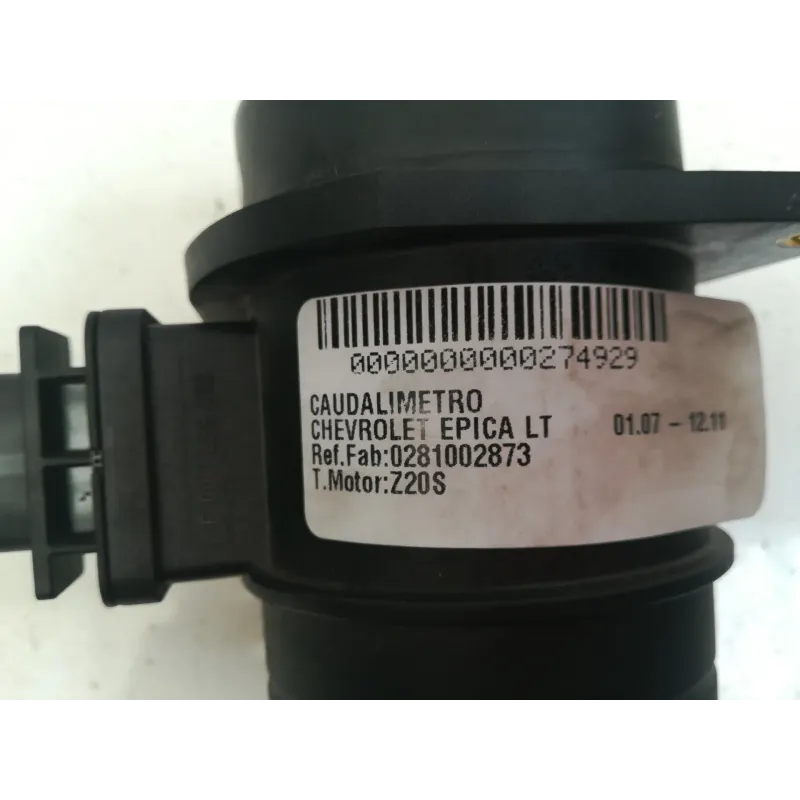 0000000000274929
CAUDALIMETRO
CHEVROLET EPICA LT 01.07 - 12.11
Ref.Fab:0281002873
T.Motor:Z20S